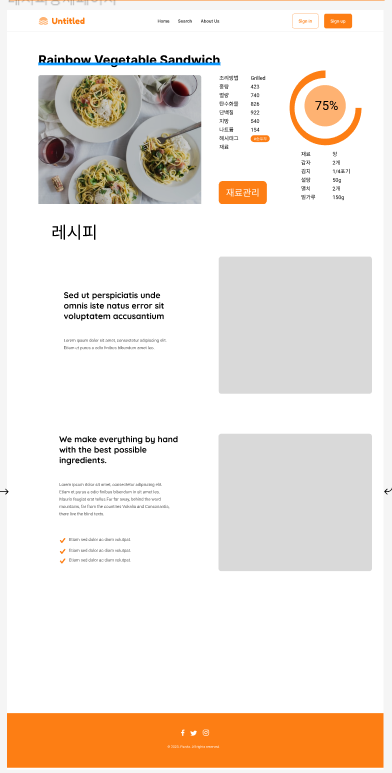 Untitled
Home Search About Us
Sign in
Sign up
Rainbow Vegetable Sandwich
조리방법 Grilled
중량 423
열량 740
탄수화물 826
단백질 922
지방 540
나트륨 154
해시태그
재료
75%
재료 양
감자 2개
김치 1/4포기
설탕 50g
멸치 2개
밀가루 150g
재료관리
레시피
Sed ut perspiciatis unde
omnis iste natus error sit
voluptatem accusantium
Lorem ipsum dolor sit amet, consectetur adipiscing elit.
Etiam ut purus a odio finibus bibendum amet leo.
We make everything by hand
with the best possible
ingredients.
Lorem ipsum dolor sit amet, consectetur adipiscing elit.
Etiam ut purus a odio finibus bibendum in sit amet leo.
Mauris feugiat erat tellus.Far far away, behind the word
mountains, far from the countries Vokalia and Consonantia,
there live the blind texts.
Etiam sed dolor ac diam volutpat.
Etiam sed dolor ac diam volutpat.
Etiam sed dolor ac diam volutpat.